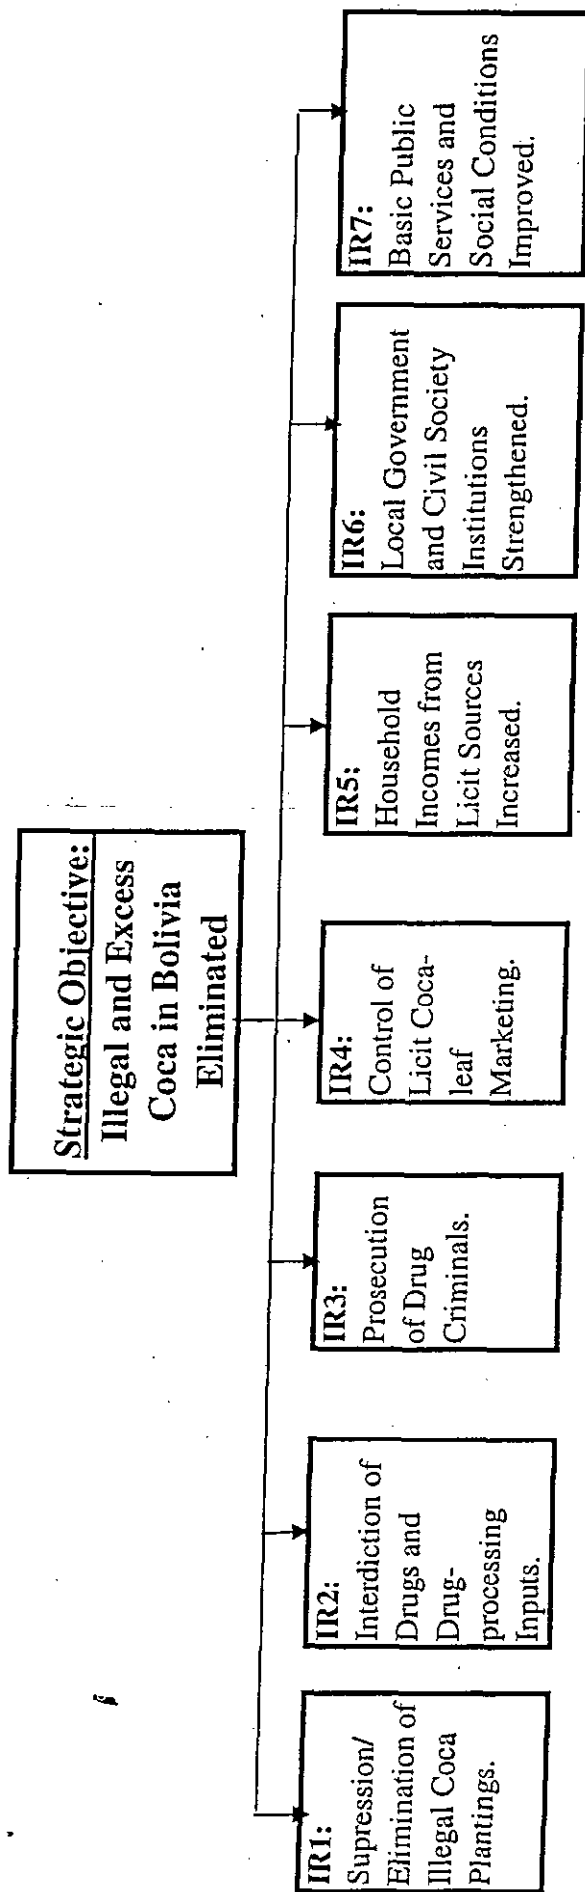 Strategic Objective:
Illegal and Excess
Coca in Bolivia
Eliminated
IR1:
Supression/
Elimination of
Illegal Coca
Plantings.
IR2:
Interdiction of
Drugs and
Drug-
processing
Inputs.
IR3:
Prosecution
of Drug
Criminals.
IR4:
Control of
Licit Coca-
leaf
Marketing.
IR5:
Household
Incomes from
Licit Sources
Increased.
IR6:
Local Government
and Civil Society
Institutions
Strengthened.
IR7:
Basic Public
Services and
Social Conditions
Improved.